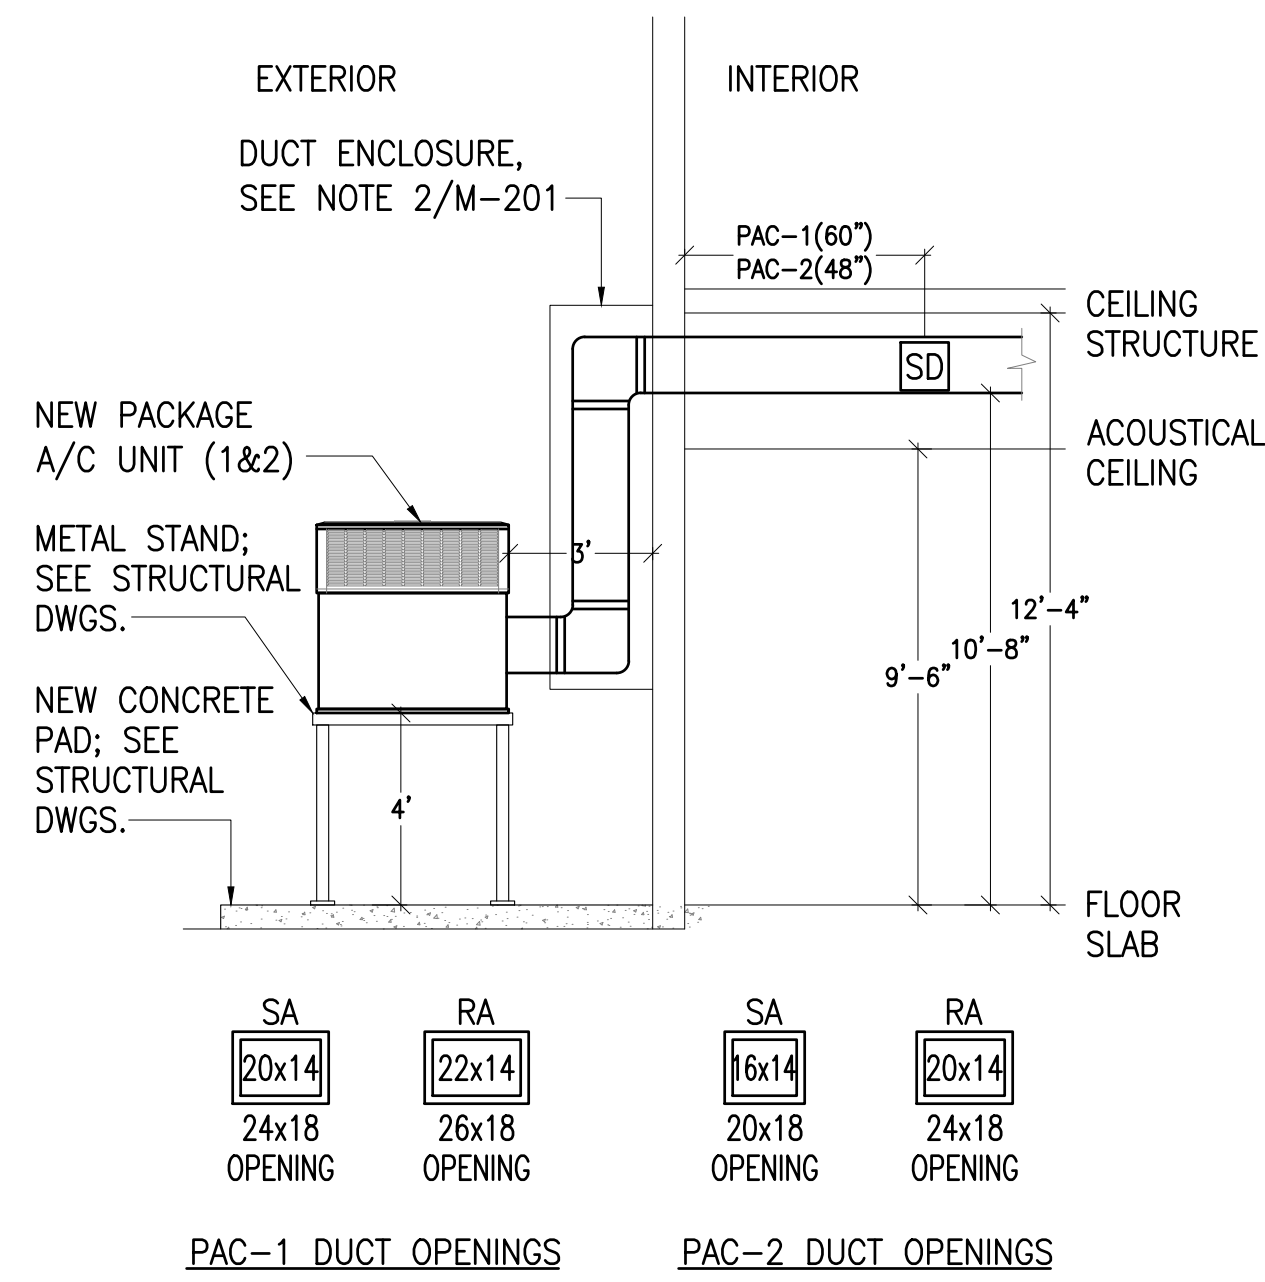 EXTERIOR
INTERIOR
DUCT ENCLOSURE,
SEE NOTE 2/M-201
PAC-1(60")
PAC-2(48")
CEILING
STRUCTURE
SD
NEW PACKAGE
A/C UNIT (1&2)
ACOUSTICAL
CEILING
METAL STAND;
SEE STRUCTURAL
DWGS.
3'
12'-4"
10'-8"
9'-6"
NEW CONCRETE
PAD; SEE
STRUCTURAL
DWGS.
4'
FLOOR
SLAB
SA
20x14
24x18
OPENING
RA
22x14
26x18
OPENING
SA
16x14
20x18
OPENING
RA
20x14
24x18
OPENING
PAC-1 DUCT OPENINGS
PAC-2 DUCT OPENINGS